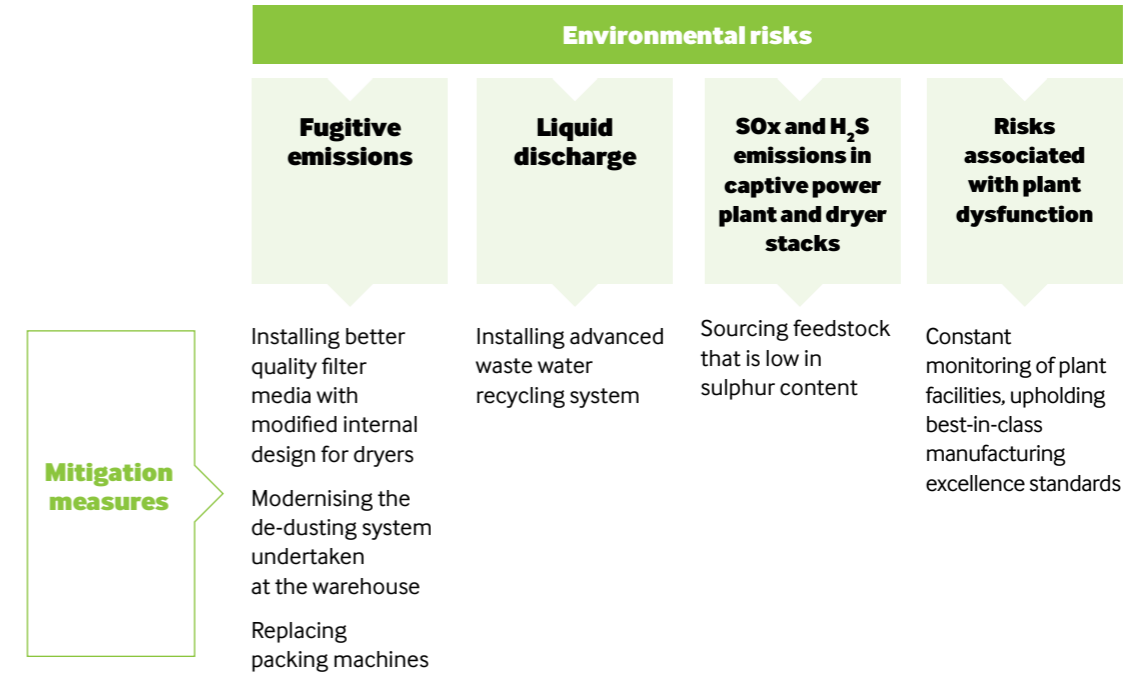 Environmental risks
Fugitive
emissions
Liquid
discharge
SOx and H₂S
emissions in
captive power
plant and dryer
stacks
Risks
associated
with plant
dysfunction
Mitigation
measures
Installing better
quality filter
media with
modified internal
design for dryers
Modernising the
de-dusting system
undertaken
at the warehouse
Replacing
packing machines
Installing advanced
waste water
recycling system
Sourcing feedstock
that is low in
sulphur content
Constant
monitoring of plant
facilities, upholding
best-in-class
manufacturing
excellence standards